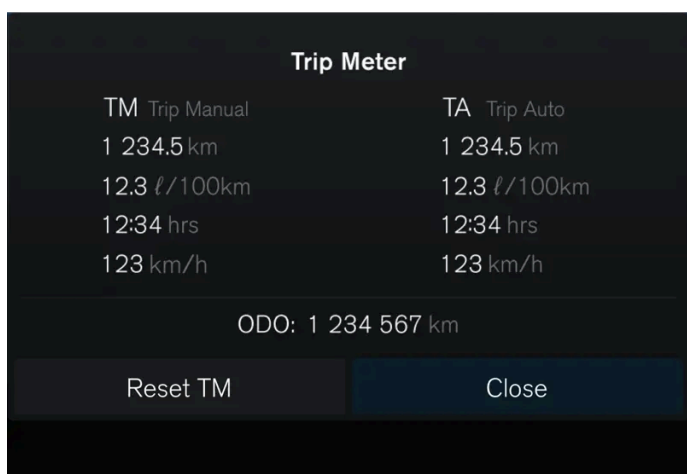 Trip Meter
TM Trip Manual
1 234.5 km
12.3 ℓ/100km
12:34 hrs
123 km/h
TA Trip Auto
1 234.5 km
12.3 ℓ/100km
12:34 hrs
123 km/h
ODO: 1 234 567 km
Reset TM
Close